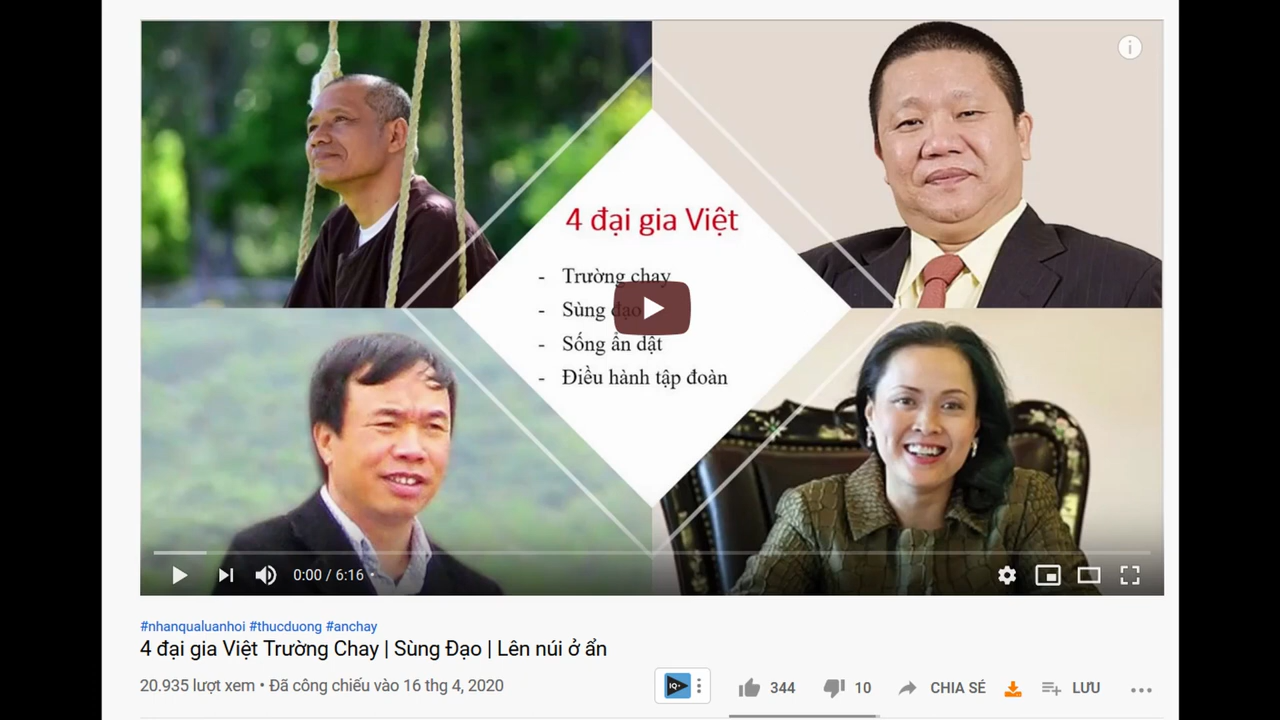 4 đại gia Việt
- Trường chay
- Sùng đạo
- Sống ẩn dật
- Điều hành tập đoàn
0:00 / 6:16
#nhanqualuanhoi #thucduong #anchay
4 đại gia Việt Trường Chay | Sùng Đạo | Lên núi ở ẩn
20.935 lượt xem • Đã công chiếu vào 16 thg 4, 2020
IQ+ 344 10 CHIA SẺ LƯU